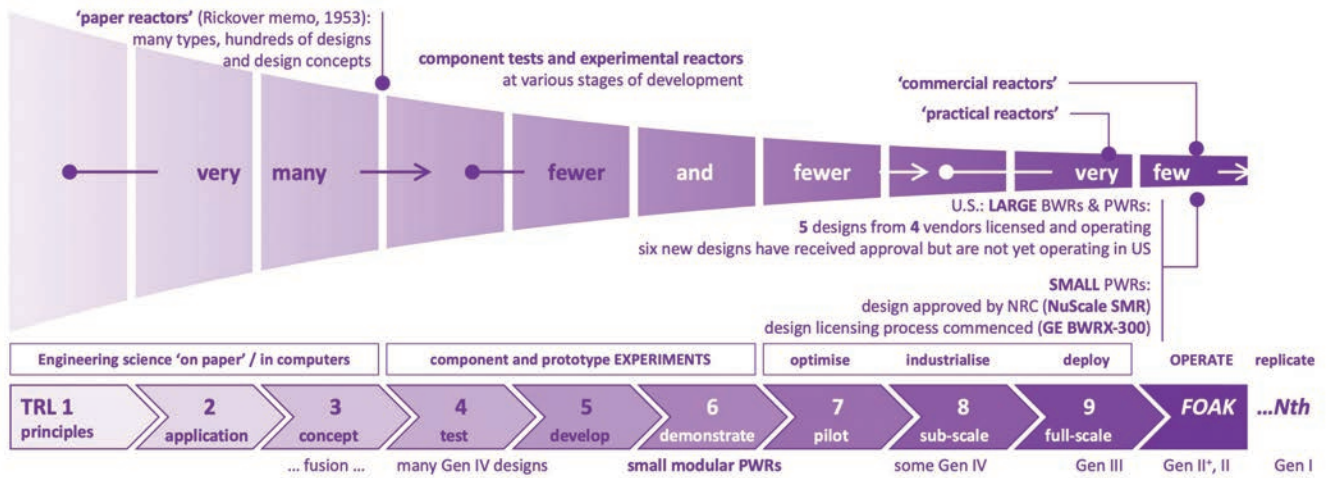 ‘paper reactors’ (Rickover memo, 1953):
many types, hundreds of designs
and design concepts
component tests and experimental reactors
at various stages of development
‘commercial reactors’
‘practical reactors’
very many fewer and fewer very few
U.S.: LARGE BWRs & PWRs:
5 designs from 4 vendors licensed and operating
six new designs have received approval but are not yet operating in US
SMALL PWRs:
design approved by NRC (NuScale SMR)
design licensing process commenced (GE BWRX-300)
Engineering science ‘on paper’ / in computers
component and prototype EXPERIMENTS
optimise industrialise deploy
OPERATE replicate
TRL 1
principles
2
application
3
concept
4
test
5
develop
6
demonstrate
7
pilot
8
sub-scale
9
full-scale
FOAK
...Nth
... fusion ...
many Gen IV designs
small modular PWRs
some Gen IV
Gen III
Gen II⁺, II
Gen I